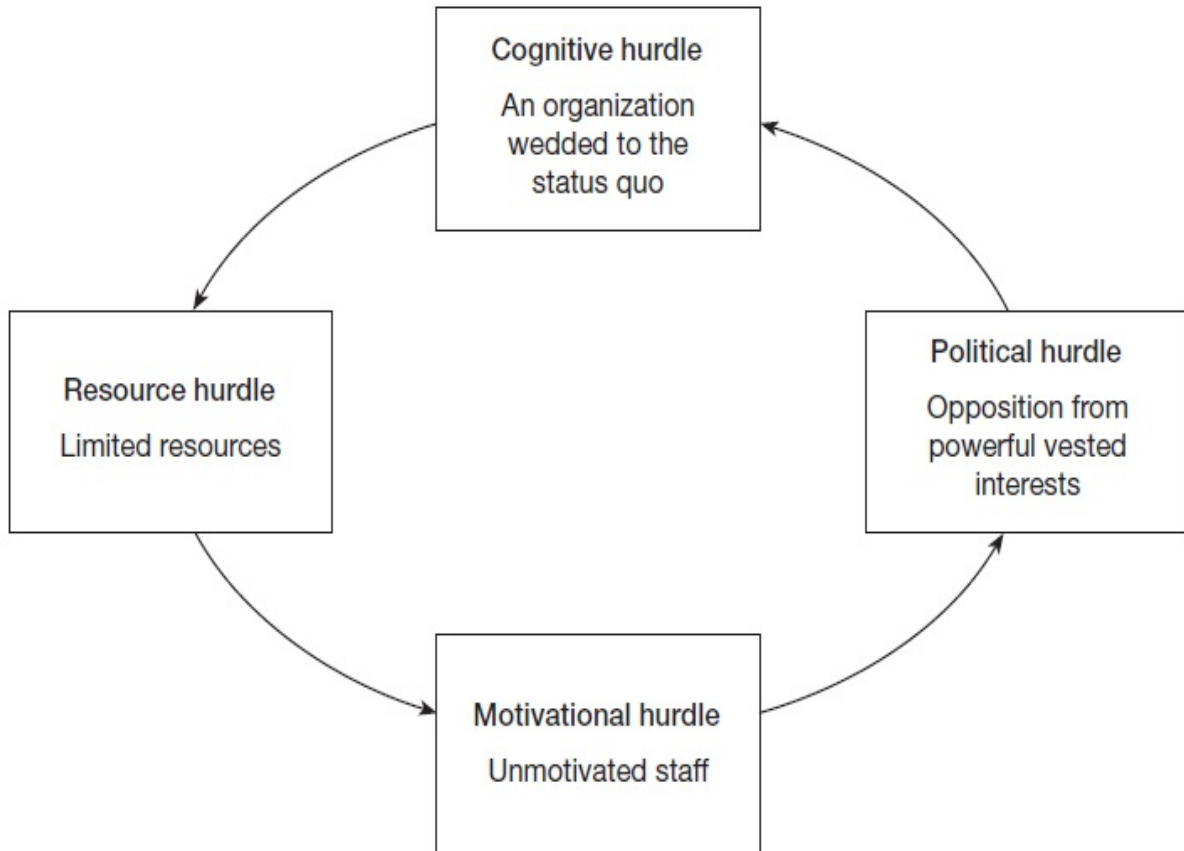 Cognitive hurdle
An organization
wedded to the
status quo
Resource hurdle
Limited resources
Political hurdle
Opposition from
powerful vested
interests
Motivational hurdle
Unmotivated staff